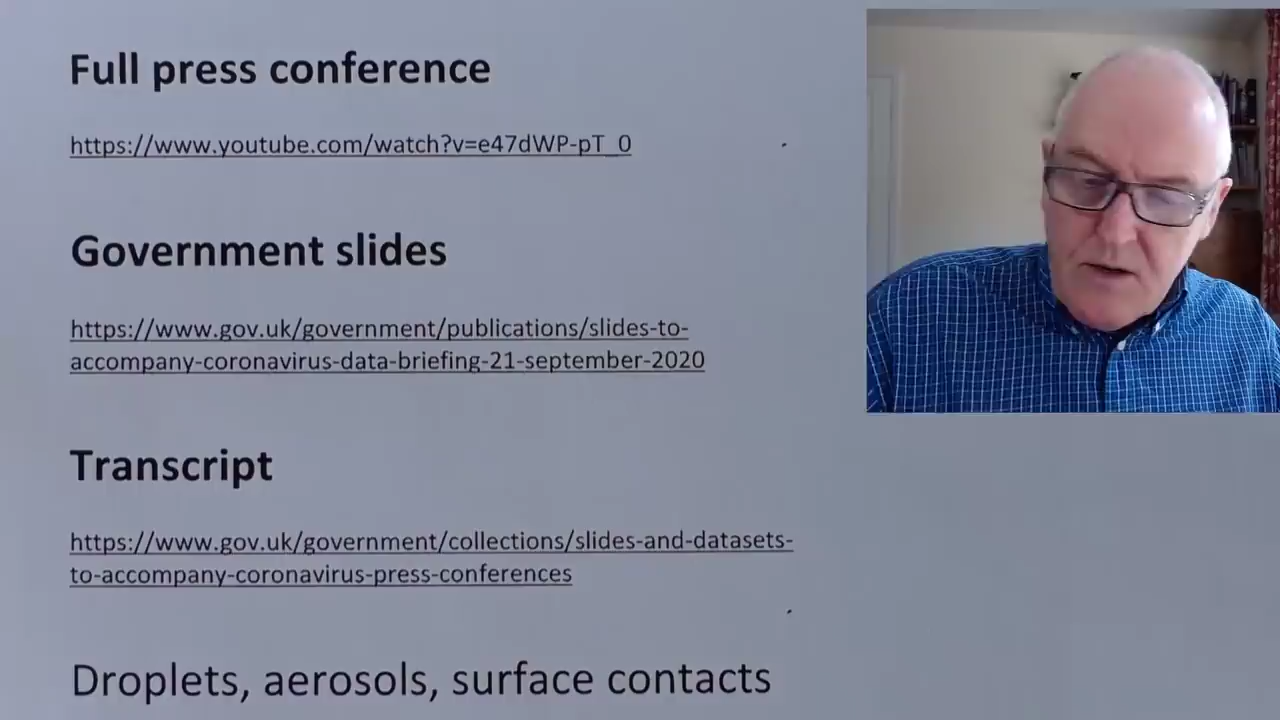 Full press conference
https://www.youtube.com/watch?v=e47dWP-pT_0
Government slides
https://www.gov.uk/government/publications/slides-to-
accompany-coronavirus-data-briefing-21-september-2020
Transcript
https://www.gov.uk/government/collections/slides-and-datasets-
to-accompany-coronavirus-press-conferences
Droplets, aerosols, surface contacts